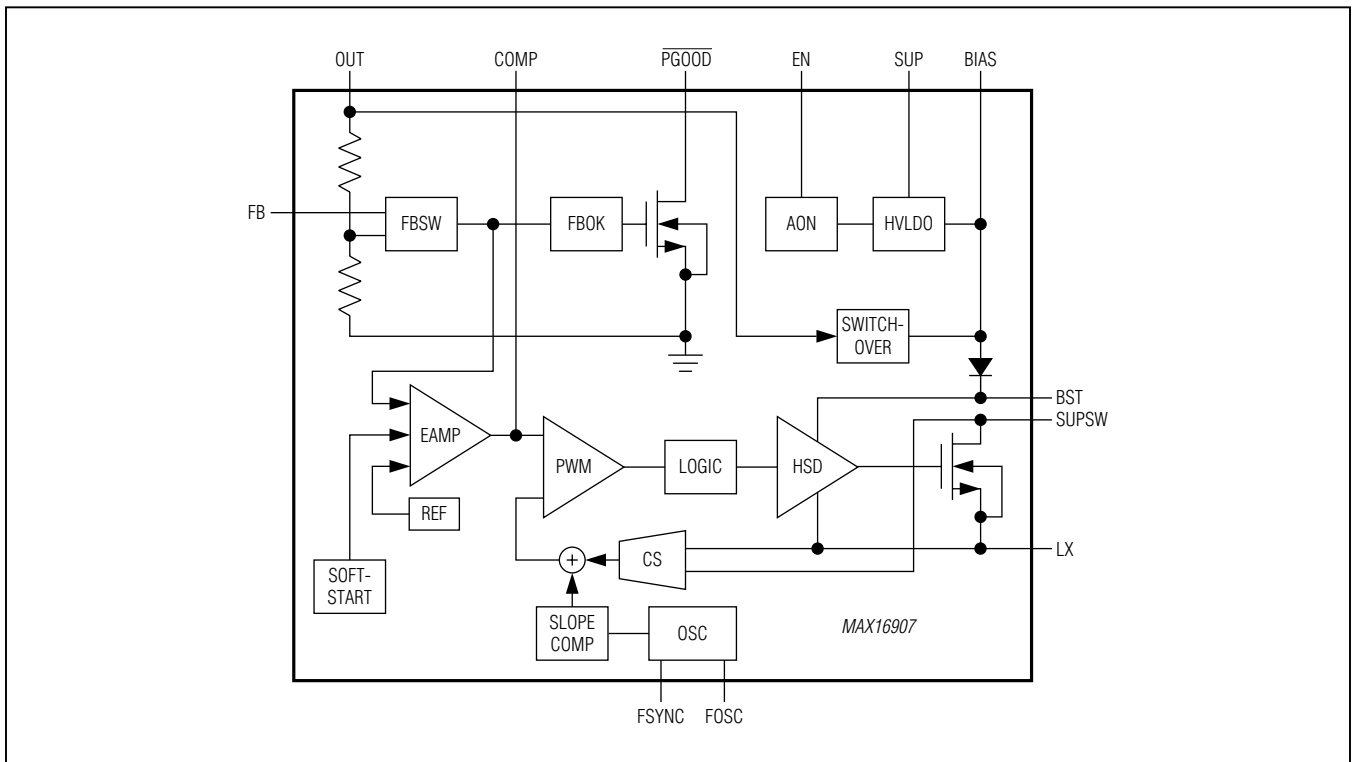 OUT
COMP
PGOOD
EN
SUP
BIAS
FB
FBSW
FBOK
AON
HVLDO
SWITCH-
OVER
BST
SUPSW
EAMP
PWM
LOGIC
HSD
REF
LX
CS
+
SOFT-
START
SLOPE
COMP
OSC
MAX16907
FSYNC
FOSC